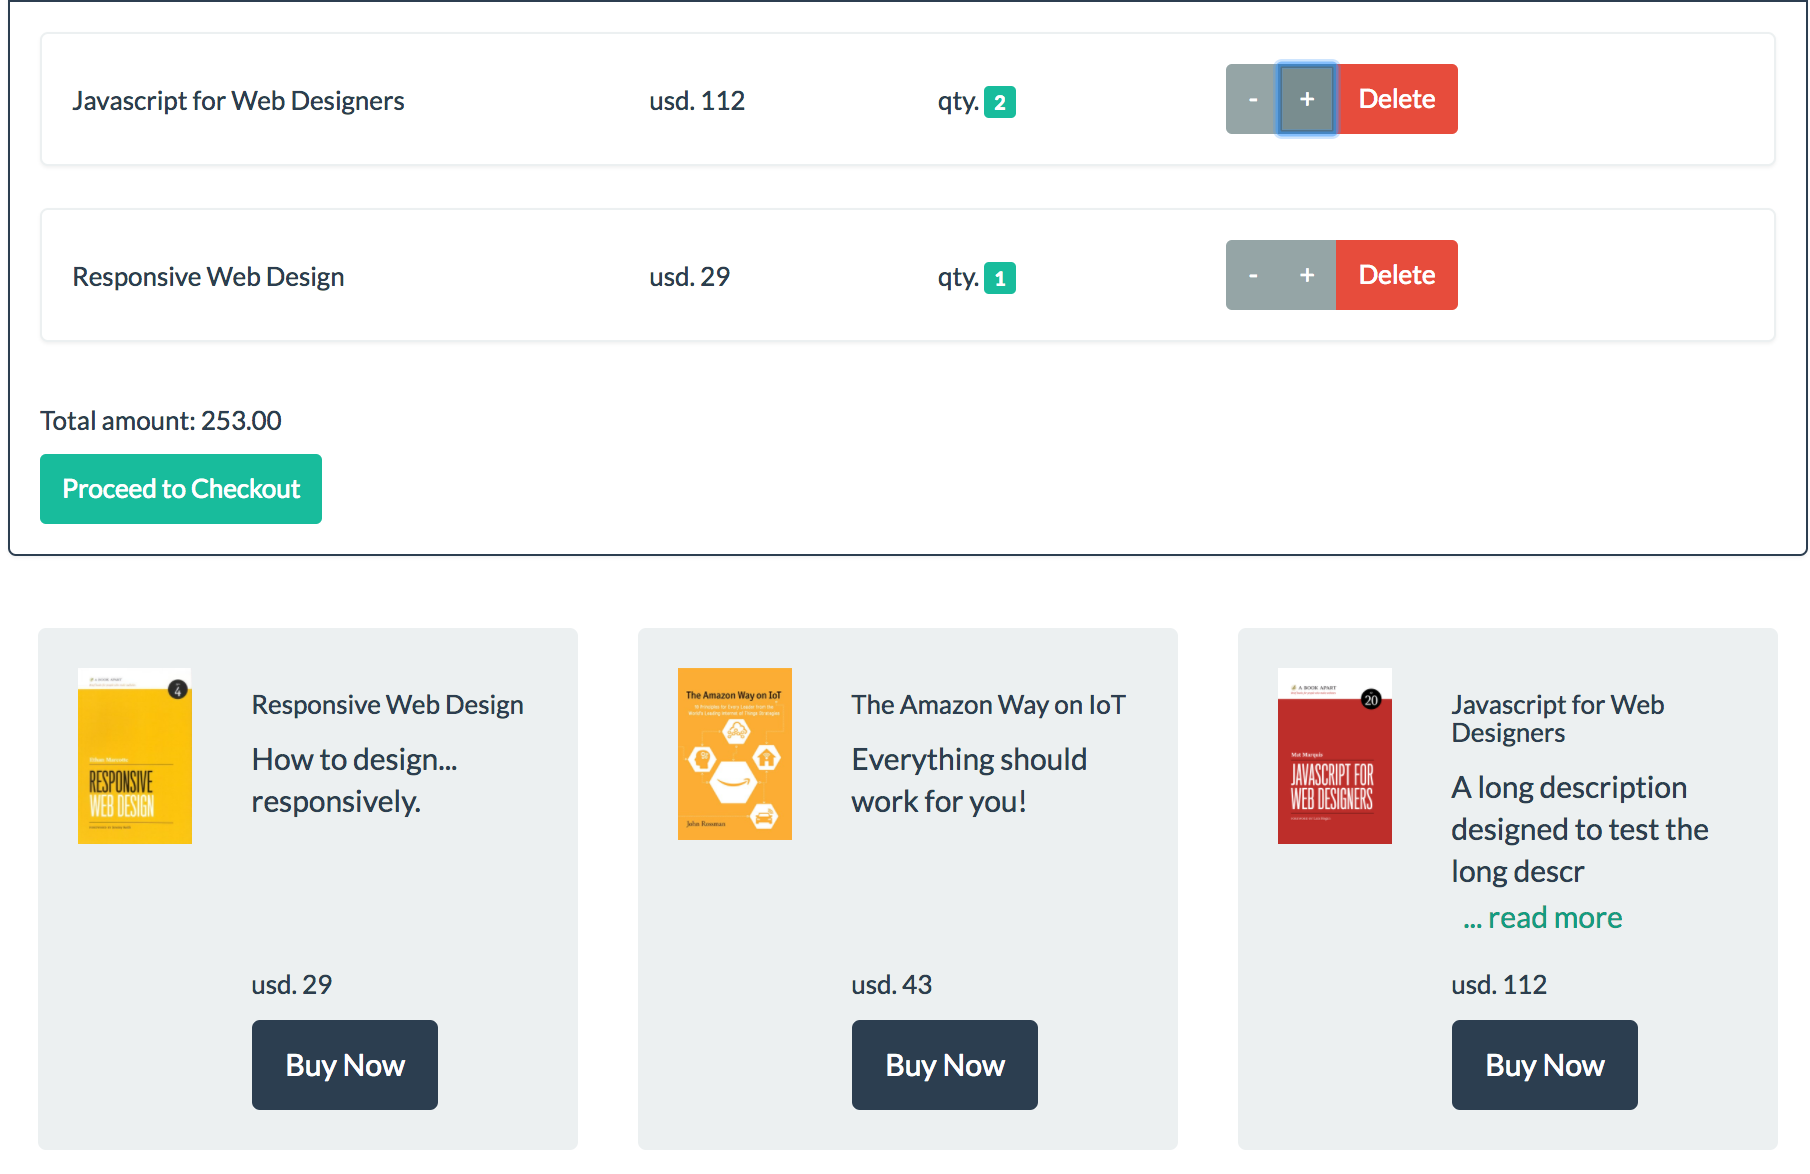 Javascript for Web Designers usd. 112 qty. 2 - + Delete
Responsive Web Design usd. 29 qty. 1 - + Delete
Total amount: 253.00
Proceed to Checkout
4
RESPONSIVE
WEB DESIGN
Responsive Web Design
How to design...
responsively.
usd. 29
Buy Now
The Amazon Way on IoT
John Rossman
The Amazon Way on IoT
Everything should
work for you!
usd. 43
Buy Now
A BOOK APART
20
Mat Marquis
JAVASCRIPT FOR
WEB DESIGNERS
Javascript for Web
Designers
A long description
designed to test the
long descr
... read more
usd. 112
Buy Now